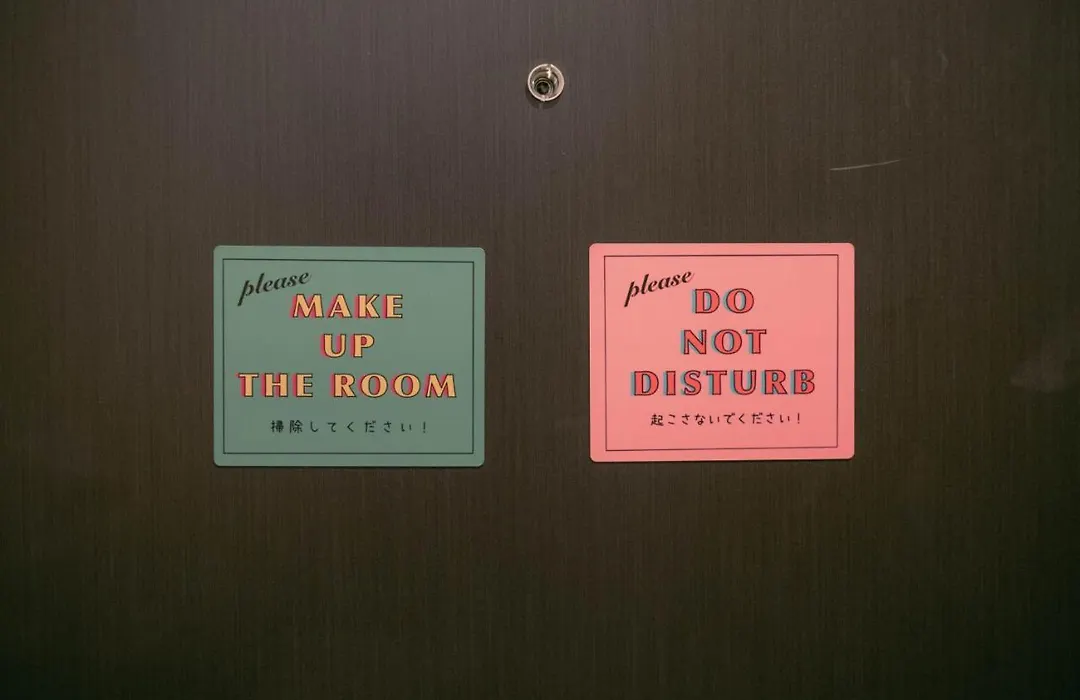 please
MAKE
UP
THE ROOM
掃除してください！
please
DO
NOT
DISTURB
起こさないでください！